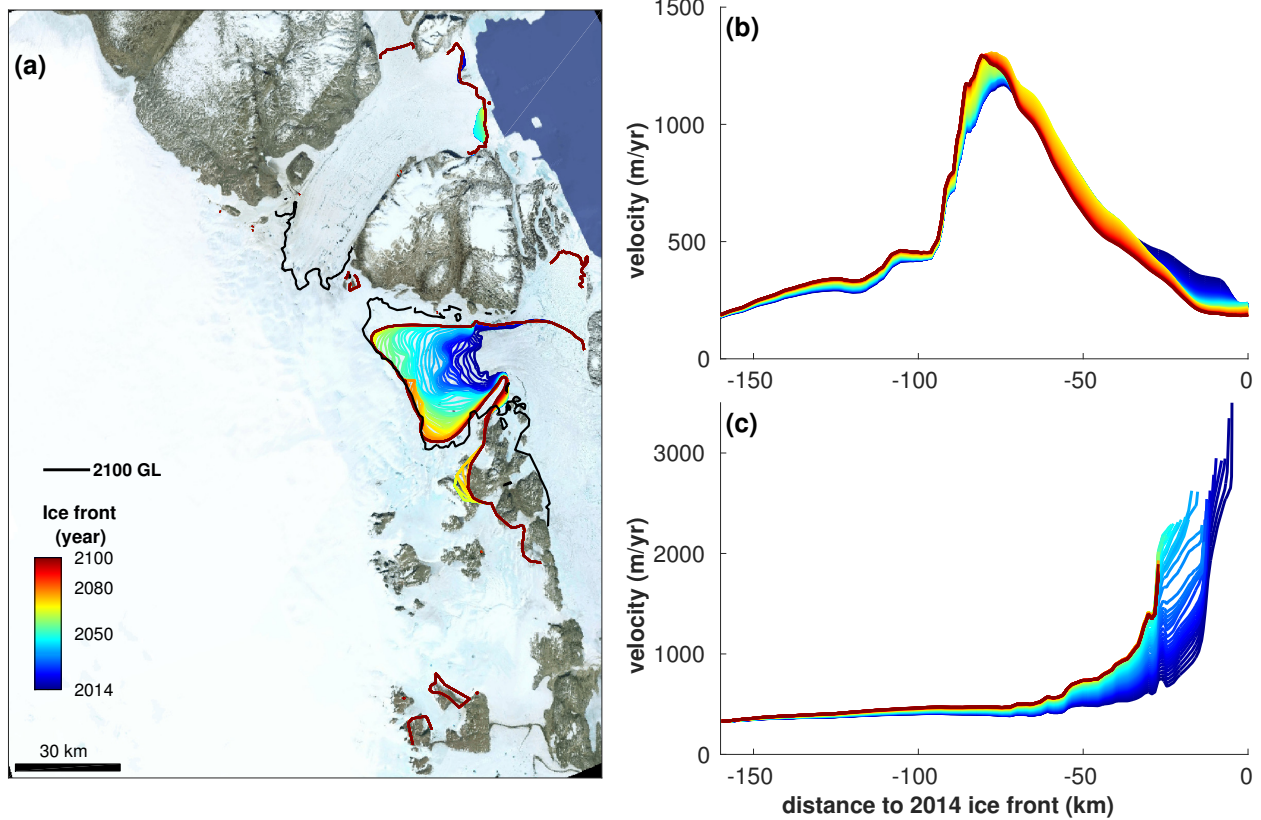 (a)
2100 GL
Ice front
(year)
2100
2080
2050
2014
30 km
(b)
1500
1000
500
0
velocity (m/yr)
-150
-100
-50
0
(c)
3000
2000
1000
0
velocity (m/yr)
-150
-100
-50
0
distance to 2014 ice front (km)